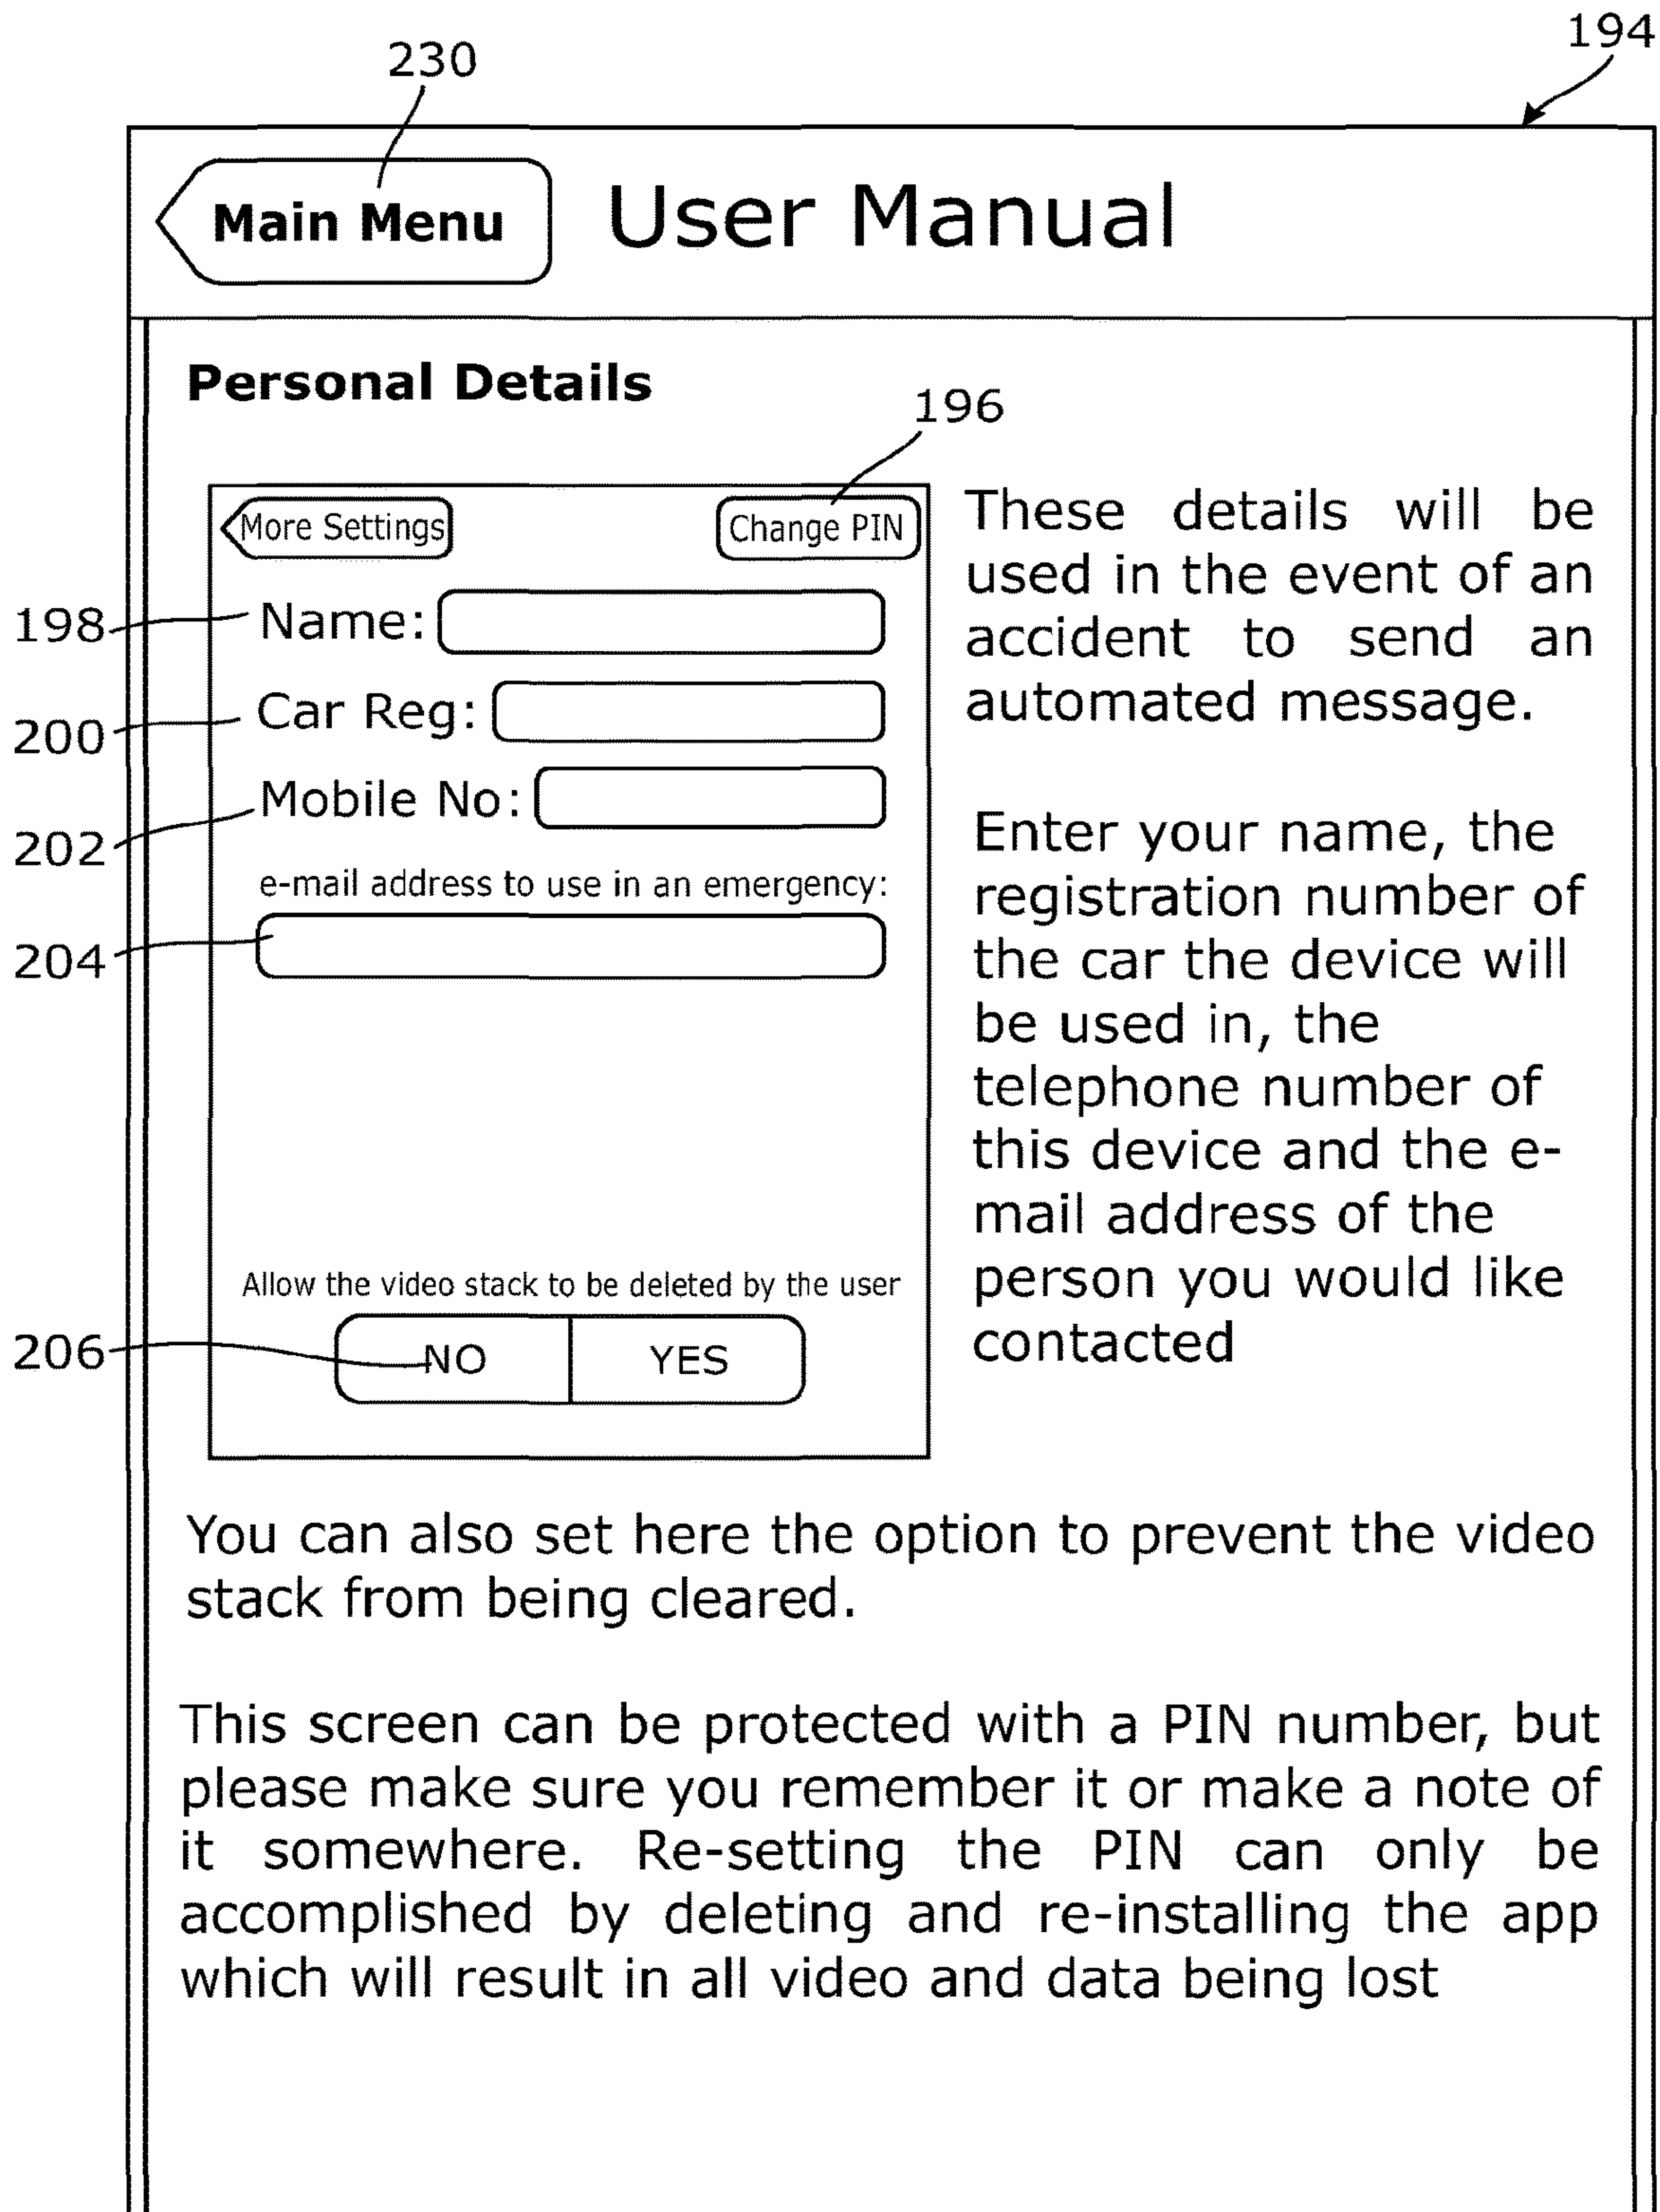 194
230
Main Menu
User Manual
Personal Details
196
More Settings
Change PIN
198
Name:
200
Car Reg:
202
Mobile No:
e-mail address to use in an emergency:
204
Allow the video stack to be deleted by the user
206
NO
YES
These details will be
used in the event of an
accident to send an
automated message.
Enter your name, the
registration number of
the car the device will
be used in, the
telephone number of
this device and the e-
mail address of the
person you would like
contacted
You can also set here the option to prevent the video
stack from being cleared.
This screen can be protected with a PIN number, but
please make sure you remember it or make a note of
it somewhere. Re-setting the PIN can only be
accomplished by deleting and re-installing the app
which will result in all video and data being lost